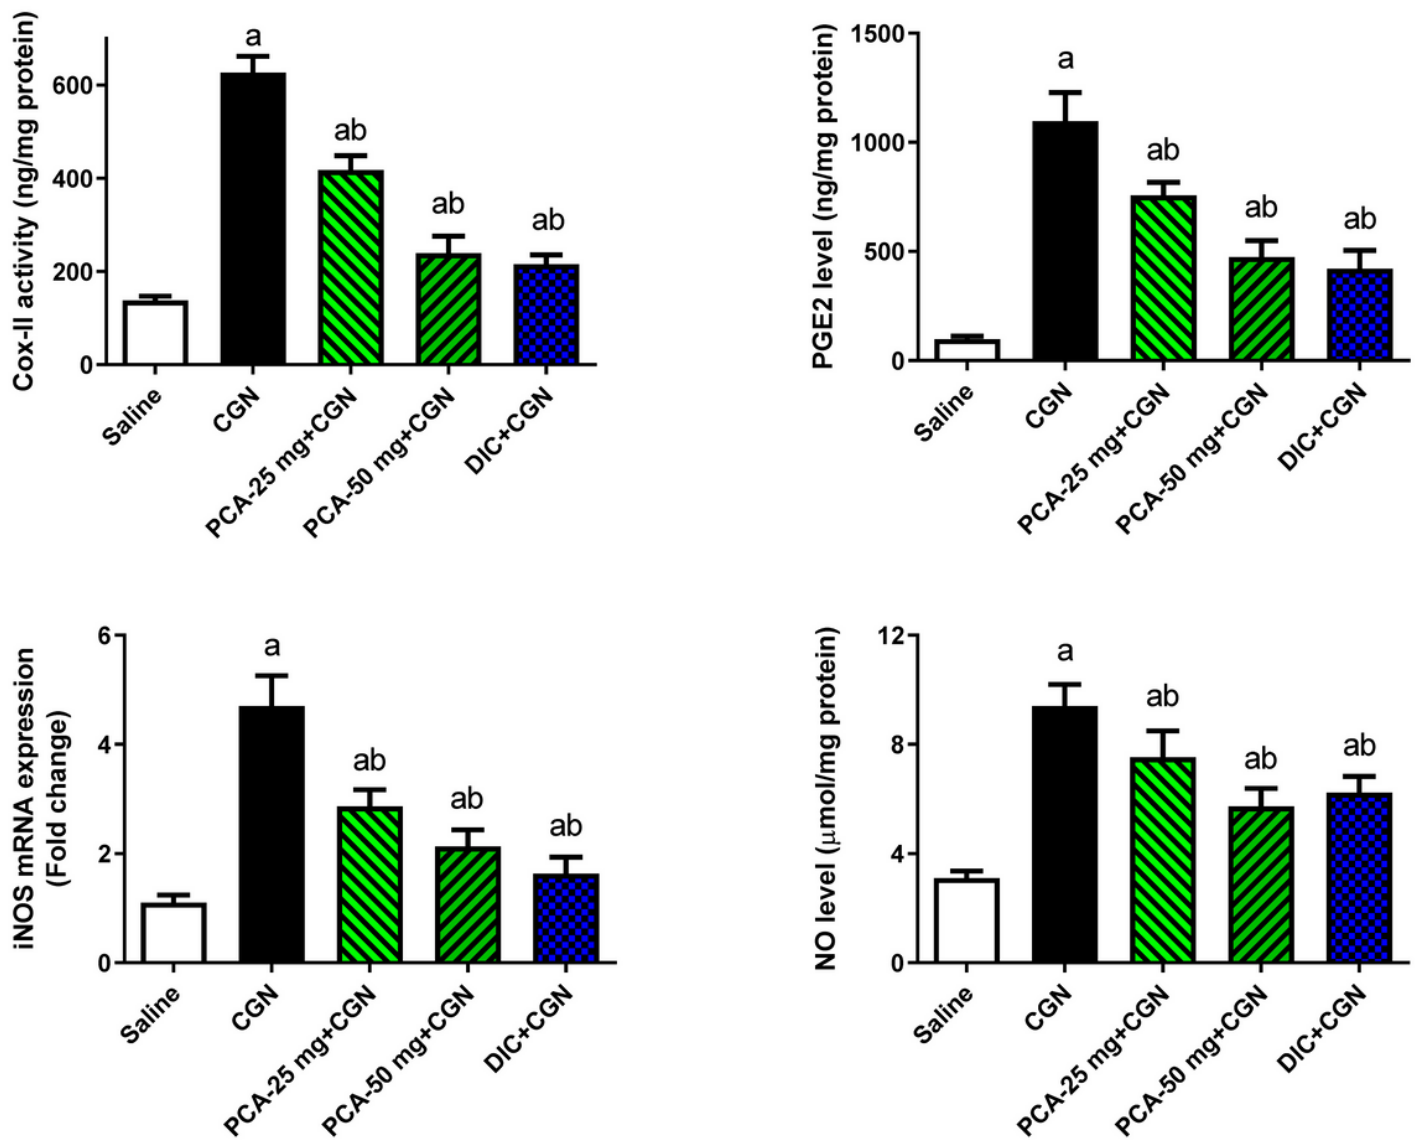 Cox-II activity (ng/mg protein)
600
400
200
0
a
ab
ab
ab
Saline
CGN
PCA-25 mg+CGN
PCA-50 mg+CGN
DIC+CGN
PGE2 level (ng/mg protein)
1500
1000
500
0
a
ab
ab
ab
Saline
CGN
PCA-25 mg+CGN
PCA-50 mg+CGN
DIC+CGN
iNOS mRNA expression
(Fold change)
6
4
2
0
a
ab
ab
ab
Saline
CGN
PCA-25 mg+CGN
PCA-50 mg+CGN
DIC+CGN
NO level (μmol/mg protein)
12
8
4
0
a
ab
ab
ab
Saline
CGN
PCA-25 mg+CGN
PCA-50 mg+CGN
DIC+CGN